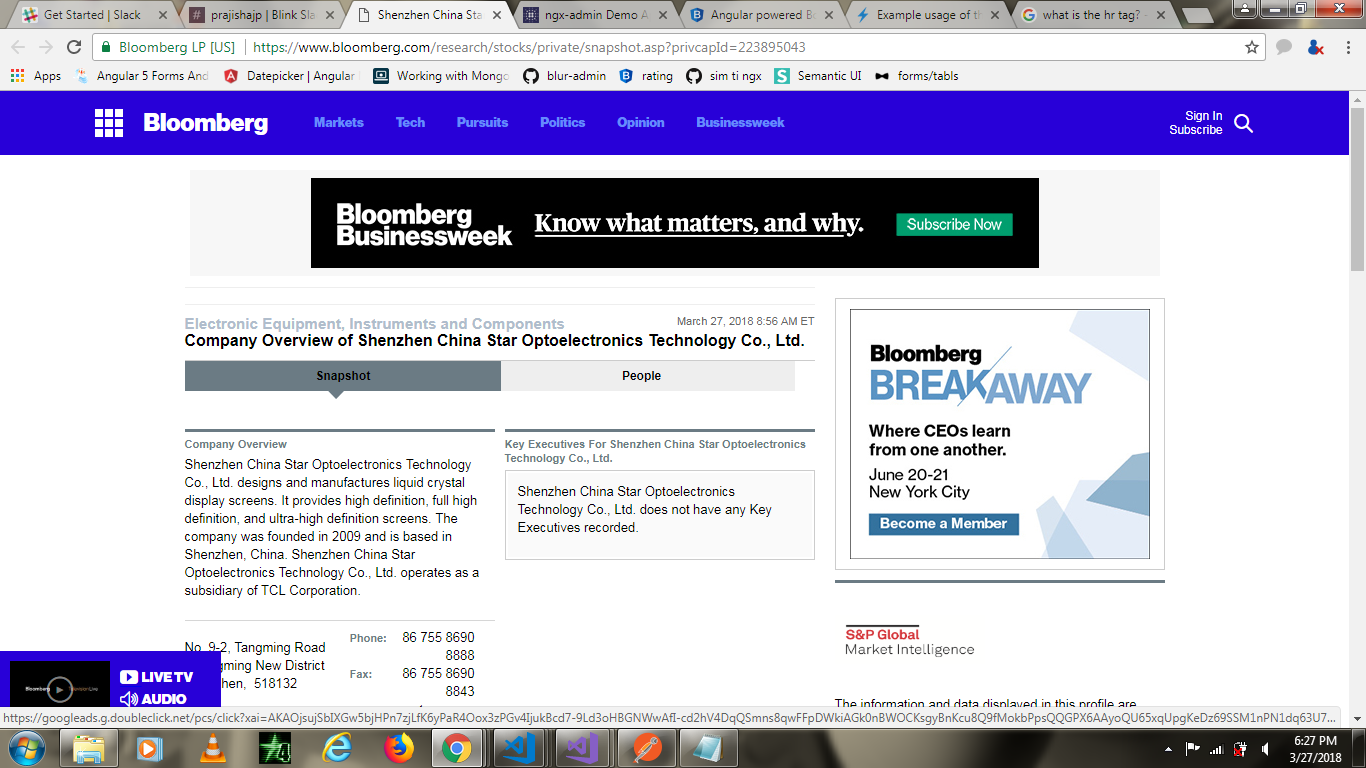 Get Started | Slack
prajishajp | Blink Sla
Shenzhen China Sta
ngx-admin Demo A
Angular powered Bo
Example usage of th
what is the hr tag? -
Bloomberg LP [US]
https://www.bloomberg.com/research/stocks/private/snapshot.asp?privcapId=223895043
Apps
Angular 5 Forms And
Datepicker | Angular
Working with Mongo
blur-admin
rating
sim ti ngx
Semantic UI
forms/tabls
Bloomberg
Markets
Tech
Pursuits
Politics
Opinion
Businessweek
Sign In
Subscribe
Bloomberg
Businessweek
Know what matters, and why.
Subscribe Now
Electronic Equipment, Instruments and Components
March 27, 2018 8:56 AM ET
Company Overview of Shenzhen China Star Optoelectronics Technology Co., Ltd.
Snapshot
People
Company Overview
Shenzhen China Star Optoelectronics Technology
Co., Ltd. designs and manufactures liquid crystal
display screens. It provides high definition, full high
definition, and ultra-high definition screens. The
company was founded in 2009 and is based in
Shenzhen, China. Shenzhen China Star
Optoelectronics Technology Co., Ltd. operates as a
subsidiary of TCL Corporation.
Key Executives For Shenzhen China Star Optoelectronics
Technology Co., Ltd.
Shenzhen China Star Optoelectronics
Technology Co., Ltd. does not have any Key
Executives recorded.
Bloomberg
BREAKAWAY
Where CEOs learn
from one another.
June 20-21
New York City
Become a Member
S&P Global
Market Intelligence
The information and data displayed in this profile are
No. 9-2, Tangming Road
gming New District
hen, 518132
Phone:
86 755 8690
8888
Fax:
86 755 8690
8843
Bloomberg
Television Live
LIVE TV
AUDIO
https://googleads.g.doubleclick.net/pcs/click?xai=AKAOjsujSbIXGw5bjHPn7zjLfK6yPaR4Oox3zPGv4IjukBcd7-9Ld3oHBGNWwAfI-cd2hV4DqQSmns8qwFFpDWkiAGk0nBWOCKsgyBnKcu8Q9fMokbPpsQQGPX6AAyoQU65xqUpgKeDz69SSM1nPN1dq63U7...
6:27 PM
3/27/2018